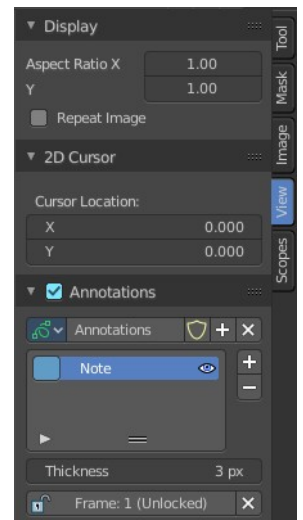 Display
Aspect Ratio X 1.00
Y 1.00
Repeat Image
2D Cursor
Cursor Location:
X 0.000
Y 0.000
Annotations
Annotations
Note
Thickness 3 px
Frame: 1 (Unlocked)
Tool
Mask
Image
View
Scopes